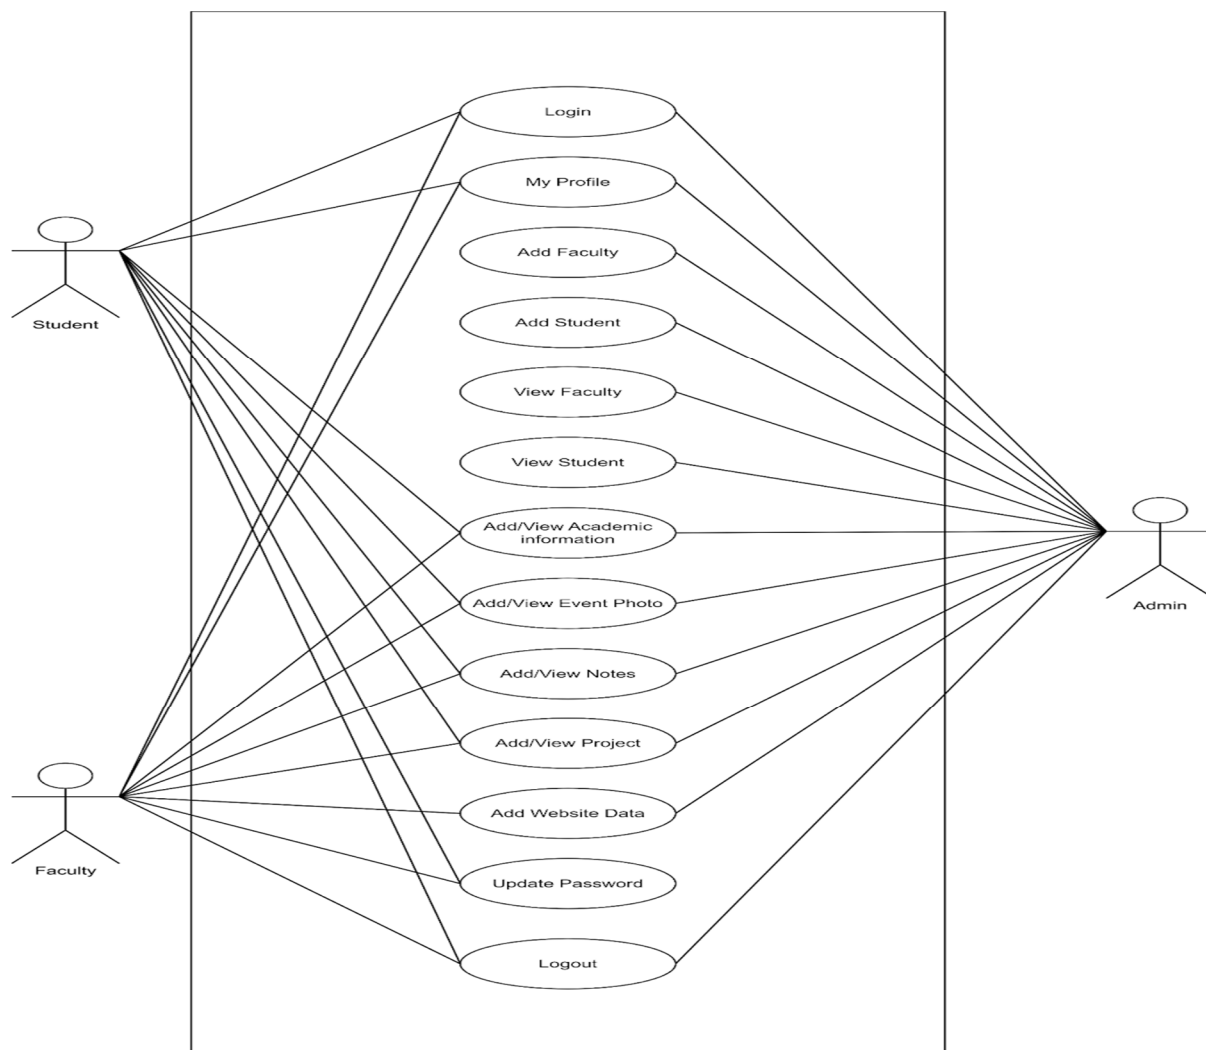 Login
My Profile
Add Faculty
Student
Add Student
View Faculty
View Student
Add/View Academic
information
Add/View Event Photo
Admin
Add/View Notes
Add/View Project
Add Website Data
Faculty
Update Password
Logout